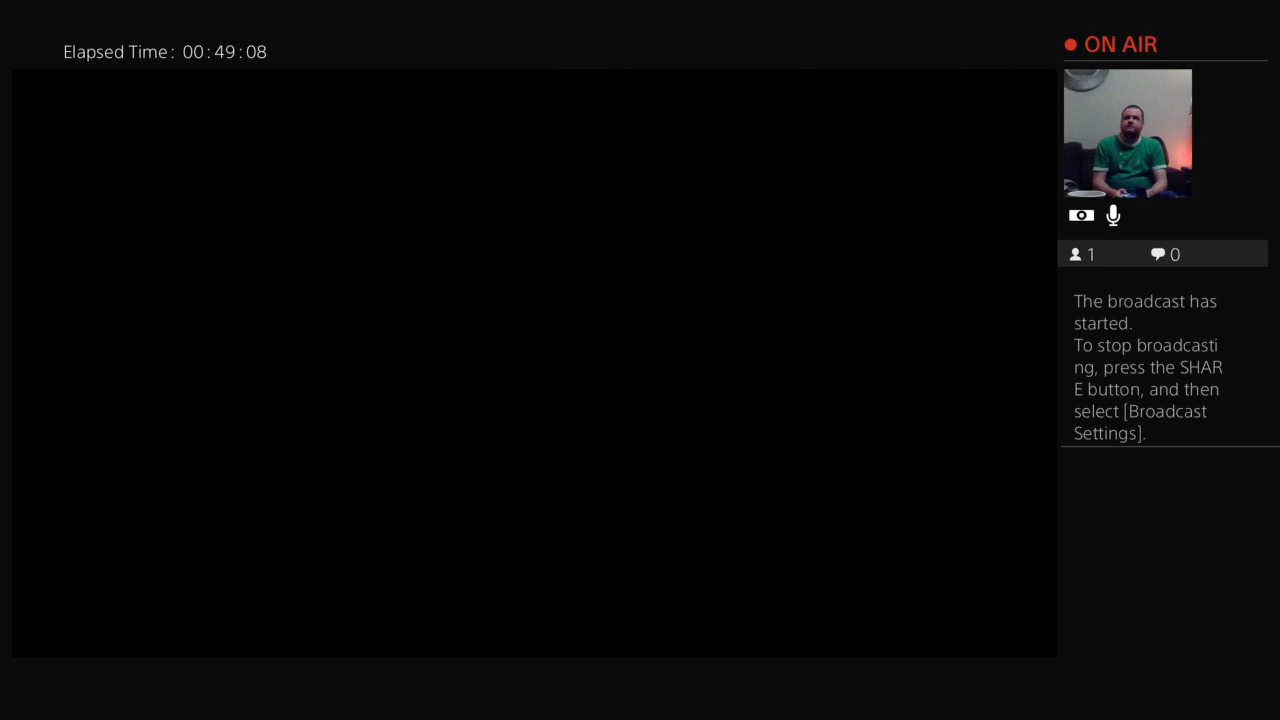 Elapsed Time: 00:49:08
ON AIR
1 0
The broadcast has
started.
To stop broadcasti
ng, press the SHAR
E button, and then
select [Broadcast
Settings].